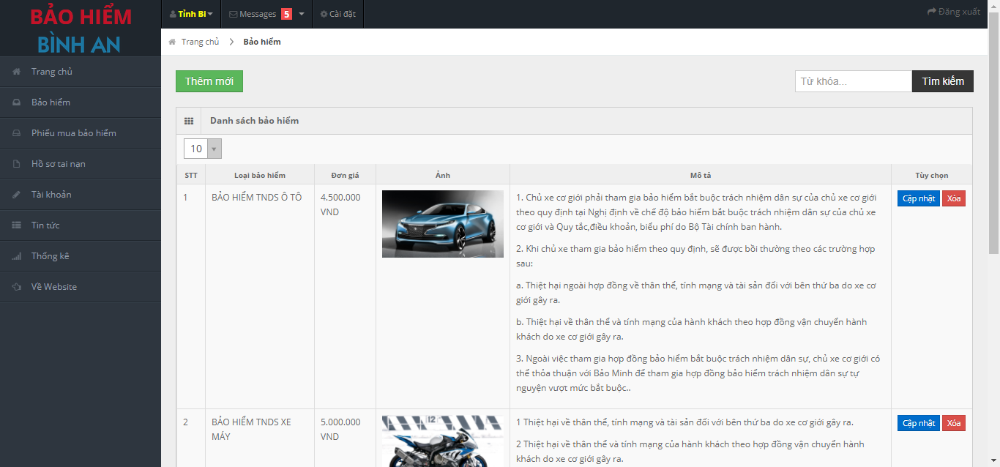 BẢO HIỂM
BÌNH AN
Tỉnh Bi
Messages 5
Cài đặt
Đăng xuất
Trang chủ
Bảo hiểm
Trang chủ
Bảo hiểm
Phiếu mua bảo hiểm
Hồ sơ tai nạn
Tài khoản
Tin tức
Thống kê
Về Website
Thêm mới
Từ khóa...
Tìm kiếm
Danh sách bảo hiểm
10
STT
Loại bảo hiểm
Đơn giá
Ảnh
Mô tả
Tùy chọn
1
BẢO HIỂM TNDS Ô TÔ
4.500.000
VND
1. Chủ xe cơ giới phải tham gia bảo hiểm bắt buộc trách nhiệm dân sự của chủ xe cơ giới
theo quy định tại Nghị định về chế độ bảo hiểm bắt buộc trách nhiệm dân sự của chủ xe
cơ giới và Quy tắc,điều khoản, biểu phí do Bộ Tài chính ban hành.
2. Khi chủ xe tham gia bảo hiểm theo quy định, sẽ được bồi thường theo các trường hợp
sau:
a. Thiệt hại ngoài hợp đồng về thân thể, tính mạng và tài sản đối với bên thứ ba do xe cơ
giới gây ra.
b. Thiệt hại về thân thể và tính mạng của hành khách theo hợp đồng vận chuyển hành
khách do xe cơ giới gây ra.
3. Ngoài việc tham gia hợp đồng bảo hiểm bắt buộc trách nhiệm dân sự, chủ xe cơ giới có
thể thỏa thuận với Bảo Minh để tham gia hợp đồng bảo hiểm trách nhiệm dân sự tự
nguyện vượt mức bắt buộc..
Cập nhật
Xóa
2
BẢO HIỂM TNDS XE
MÁY
5.000.000
VND
12
1 Thiệt hại về thân thể, tính mạng và tài sản đối với bên thứ ba do xe cơ giới gây ra.
2 Thiệt hại về thân thể và tính mạng của hành khách theo hợp đồng vận chuyển hành
khách do xe cơ giới gây ra.
Cập nhật
Xóa